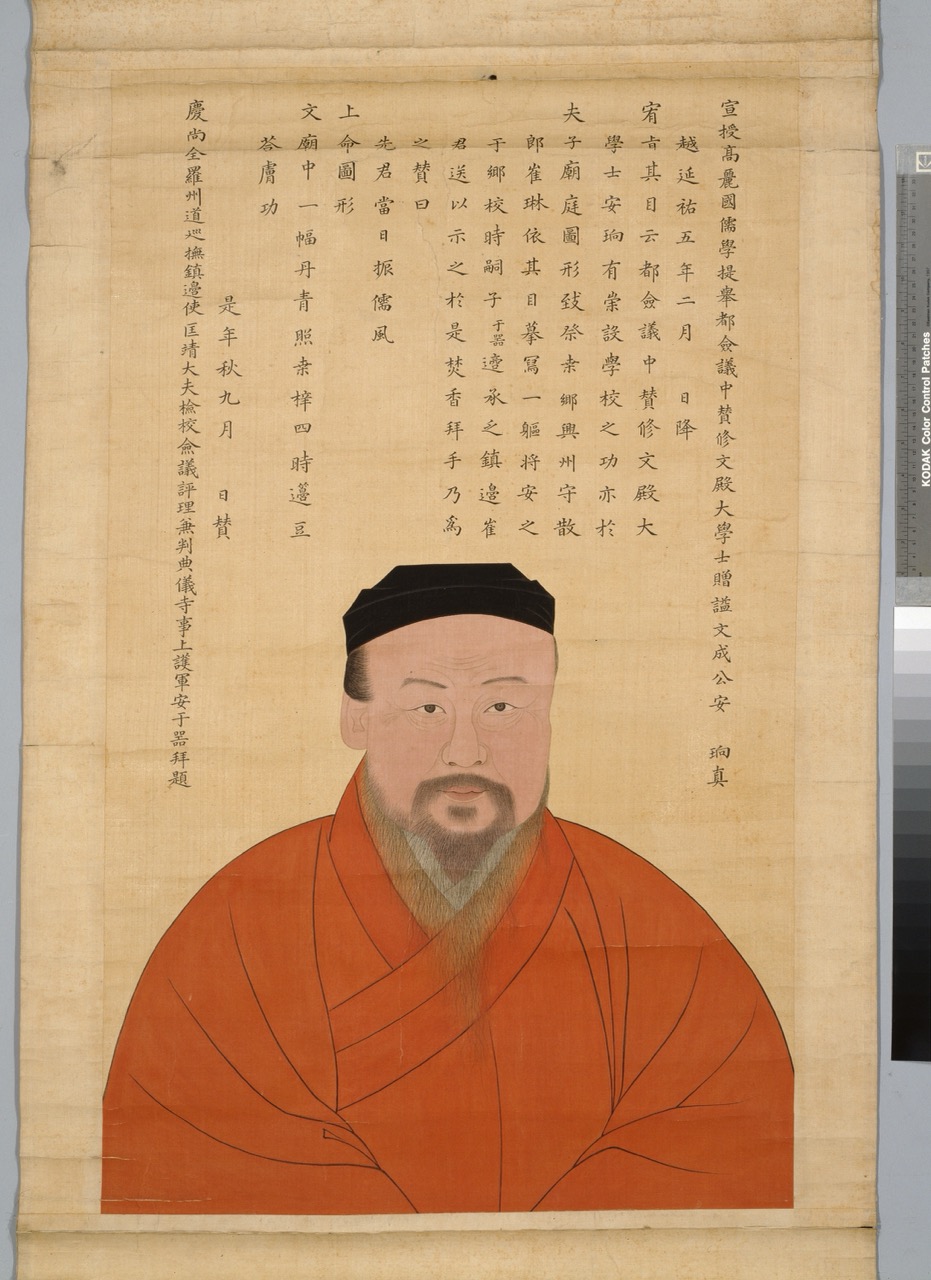 宣授高麗國儒學提舉都僉議中贊修文殿大學士贈謚文成公安 珦真
越延祐五年二月 日降
宥旨其目云都僉議中贊修文殿大
學士安珦有崇設學校之功亦於
夫子廟庭圖形致祭桒鄉興州守散
郎崔琳依其目摹寫一軀將安之
于鄉校時嗣子于器邅承之鎮邉崔
君送以示之於是焚香拜手乃爲
之贊曰
先君當日振儒風
上命圖形
文廟中一幅丹青照桒梓四時籩豆
荅膚功
是年秋九月 日贊
慶尚全羅州道巡撫鎮邉使匡靖大夫檢校僉議評理兼判典儀寺事上護軍安于器拜題
KODAK Color Control Patches